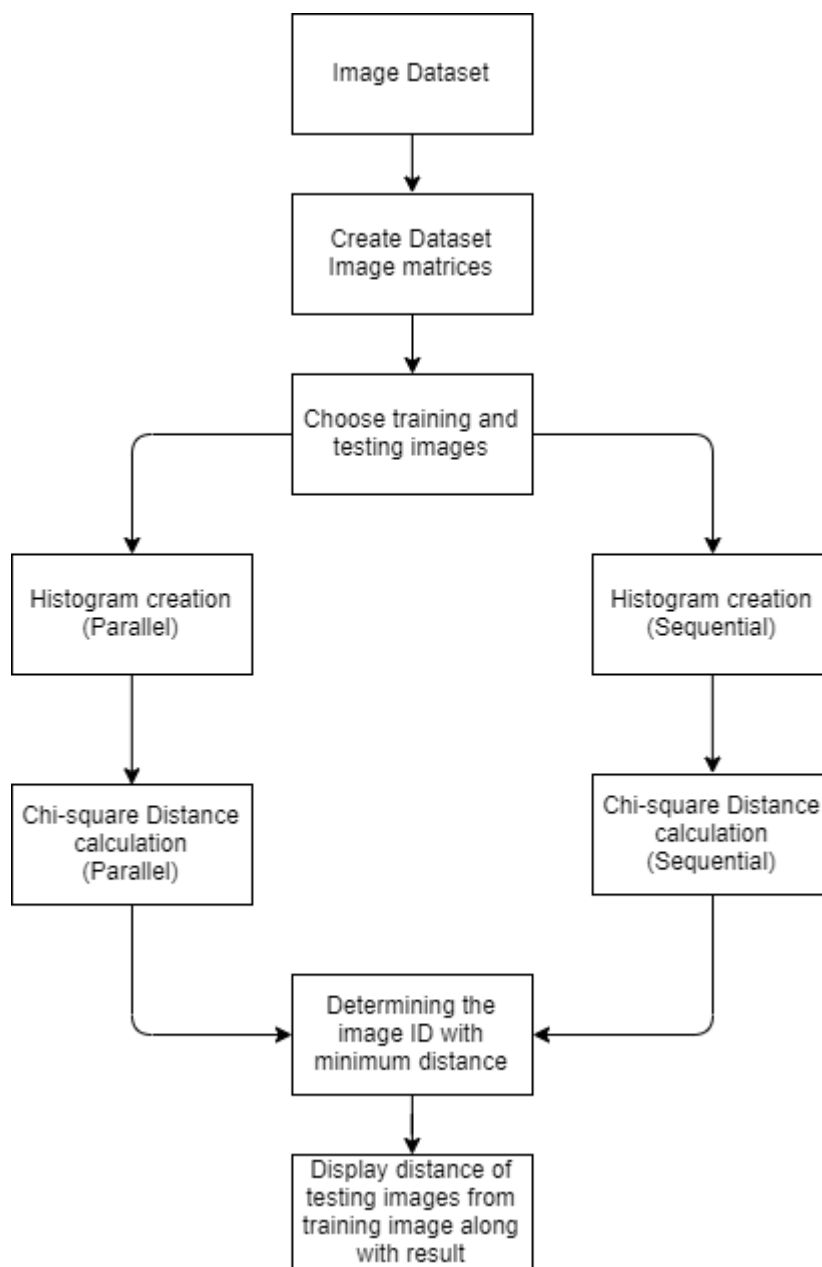 Image Dataset
Create Dataset
Image matrices
Choose training and
testing images
Histogram creation
(Parallel)
Histogram creation
(Sequential)
Chi-square Distance
calculation
(Parallel)
Chi-square Distance
calculation
(Sequential)
Determining the
image ID with
minimum distance
Display distance of
testing images from
training image along
with result